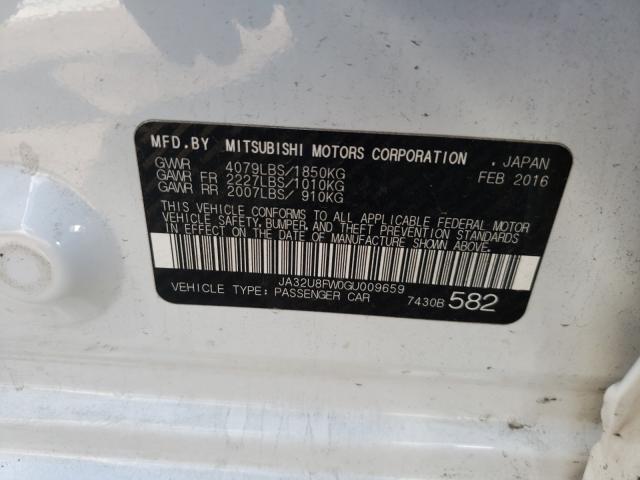 MFD.BY MITSUBISHI MOTORS CORPORATION . JAPAN
GVWR 4079LBS/1850KG FEB 2016
GAWR FR 2227LBS/1010KG
GAWR RR 2007LBS/ 910KG
THIS VEHICLE CONFORMS TO ALL APPLICABLE FEDERAL MOTOR
VEHICLE SAFETY, BUMPER, AND THEFT PREVENTION STANDARDS
IN EFFECT ON THE DATE OF MANUFACTURE SHOWN ABOVE.
JA32U8FW0GU009659
VEHICLE TYPE: PASSENGER CAR 7430B 582